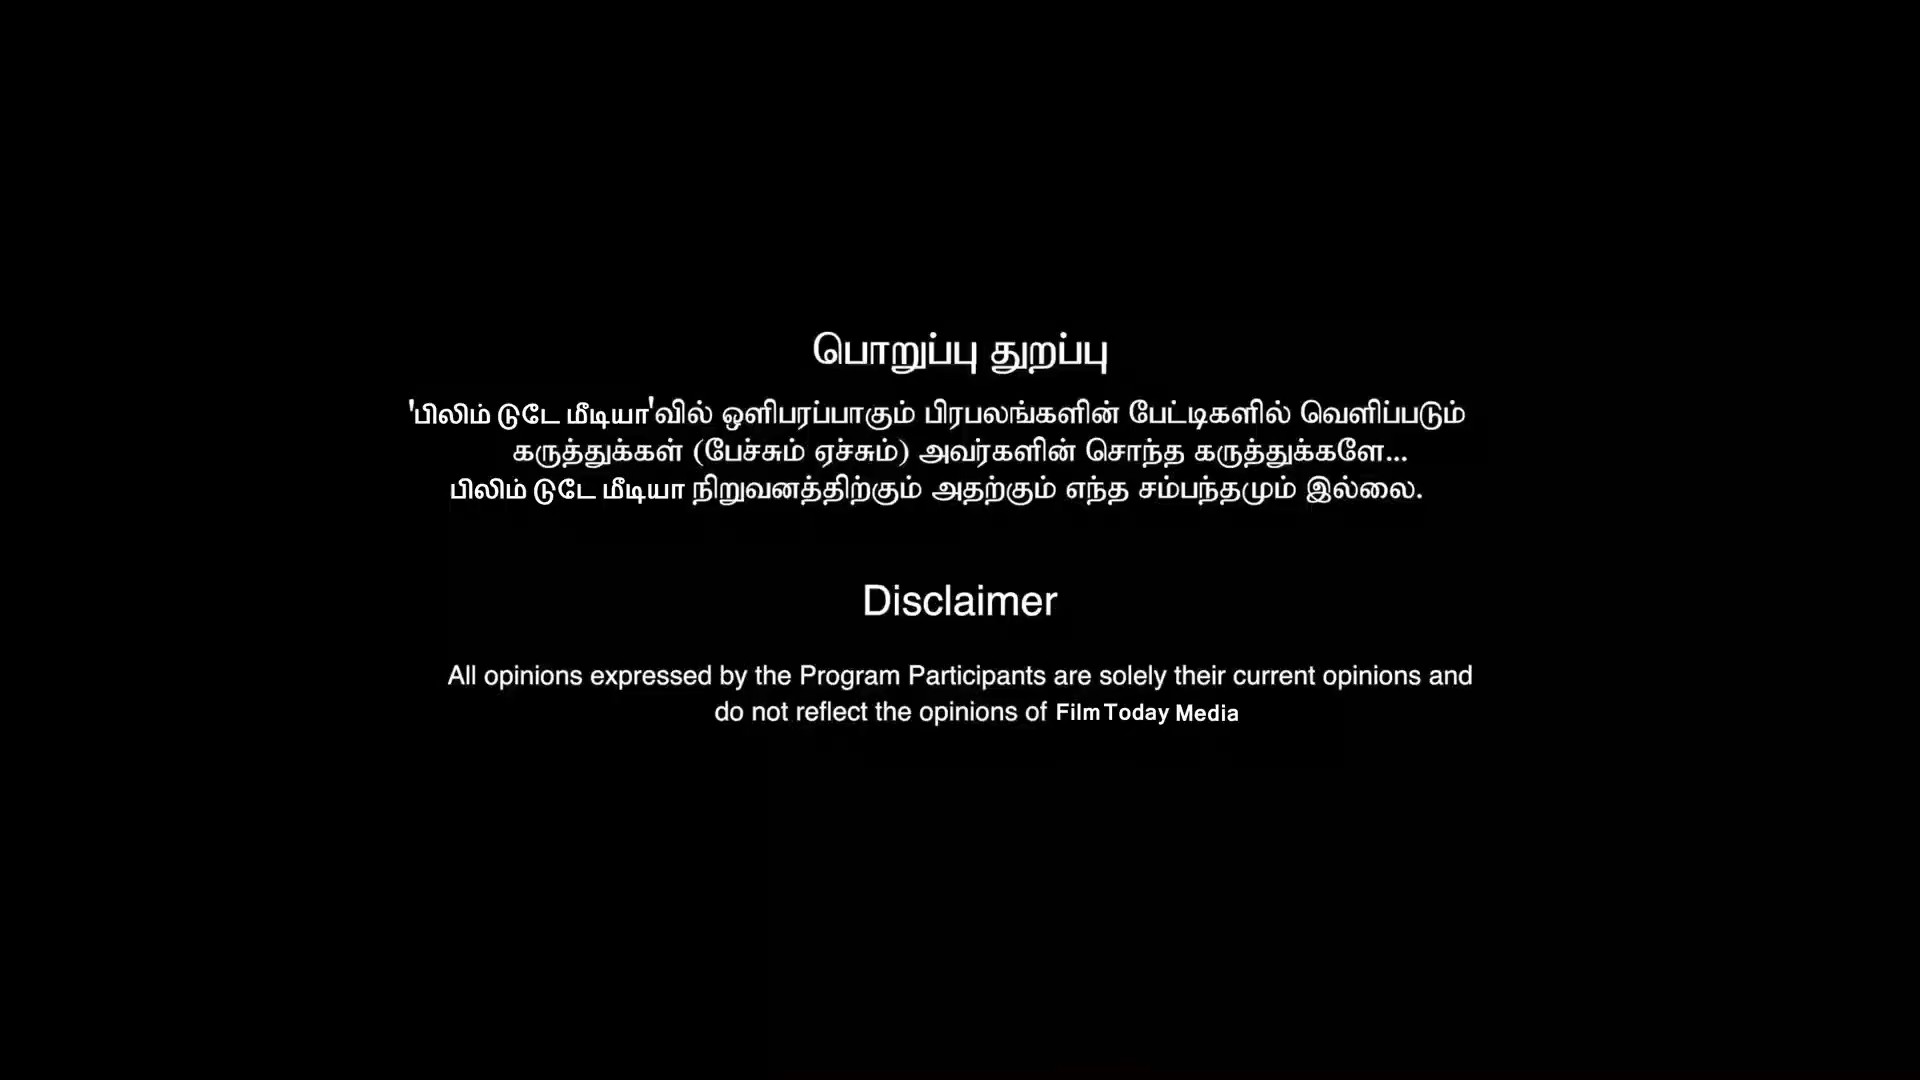 பொறுப்பு துறப்பு
'பிலிம் டுடே மீடியா'வில் ஒளிபரப்பாகும் பிரபலங்களின் பேட்டிகளில் வெளிப்படும்
கருத்துக்கள் (பேச்சும் ஏச்சும்) அவர்களின் சொந்த கருத்துக்களே...
பிலிம் டுடே மீடியா நிறுவனத்திற்கும் அதற்கும் எந்த சம்பந்தமும் இல்லை.
Disclaimer
All opinions expressed by the Program Participants are solely their current opinions and
do not reflect the opinions of Film Today Media